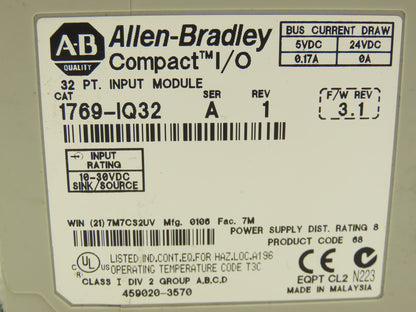 A-B
QUALITY
Allen-Bradley
Compact™ I/O
BUS CURRENT DRAW
5VDC 24VDC
0.17A 0A
32 PT. INPUT MODULE
CAT SER REV
1769-IQ32 A 1
F/W REV
3.1
INPUT
RATING
10-30VDC
SINK/SOURCE
WIN (21) 7M7CS2UV Mfg. 0106 Fac. 7M
POWER SUPPLY DIST. RATING 8
PRODUCT CODE 68
C UL US LISTED IND.CONT.EQ.FOR HAZ.LOC.A196
OPERATING TEMPERATURE CODE T3C
CLASS I DIV 2 GROUP A,B,C,D
459020-3570
CE
EQPT CL2 N223
MADE IN MALAYSIA